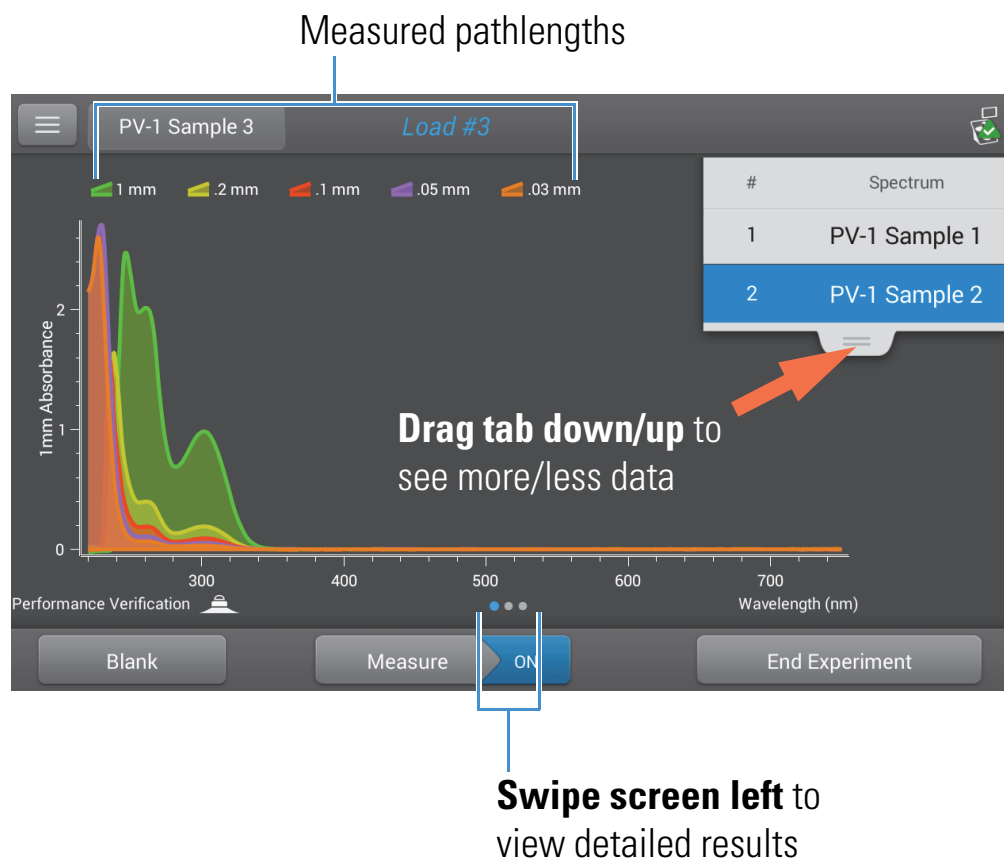 Measured pathlengths
PV-1 Sample 3
Load #3
1 mm
.2 mm
.1 mm
.05 mm
.03 mm
# Spectrum
1 PV-1 Sample 1
2 PV-1 Sample 2
Drag tab down/up to
see more/less data
1mm Absorbance
2
1
0
300 400 500 600 700
Performance Verification
Wavelength (nm)
Blank
Measure
ON
End Experiment
Swipe screen left to
view detailed results